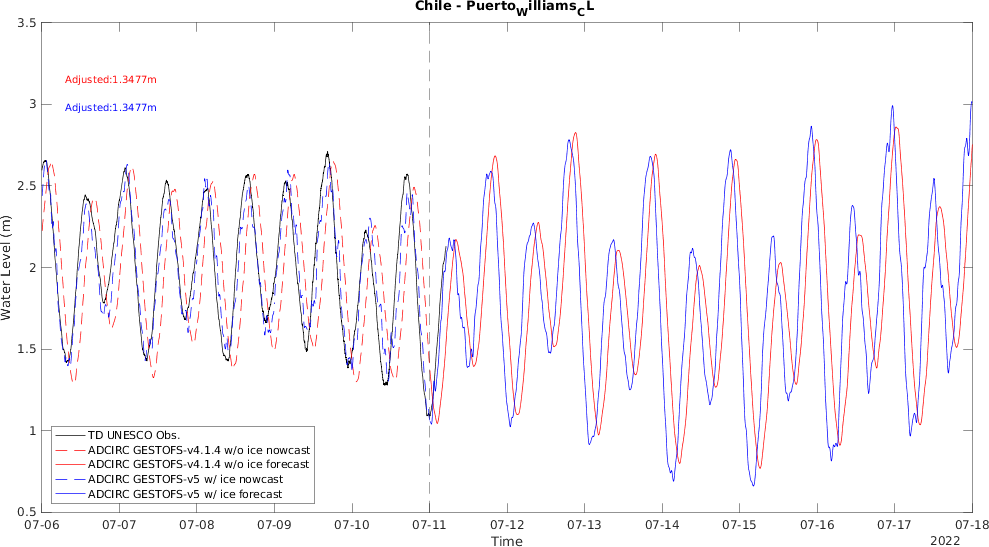 Chile - PuertoWilliamsCL
3.5
3
2.5
2
1.5
1
0.5
Water Level (m)
Adjusted:1.3477m
Adjusted:1.3477m
TD UNESCO Obs.
ADCIRC GESTOFS-v4.1.4 w/o ice nowcast
ADCIRC GESTOFS-v4.1.4 w/o ice forecast
ADCIRC GESTOFS-v5 w/ ice nowcast
ADCIRC GESTOFS-v5 w/ ice forecast
07-06 07-07 07-08 07-09 07-10 07-11 07-12 07-13 07-14 07-15 07-16 07-17 07-18
Time
2022